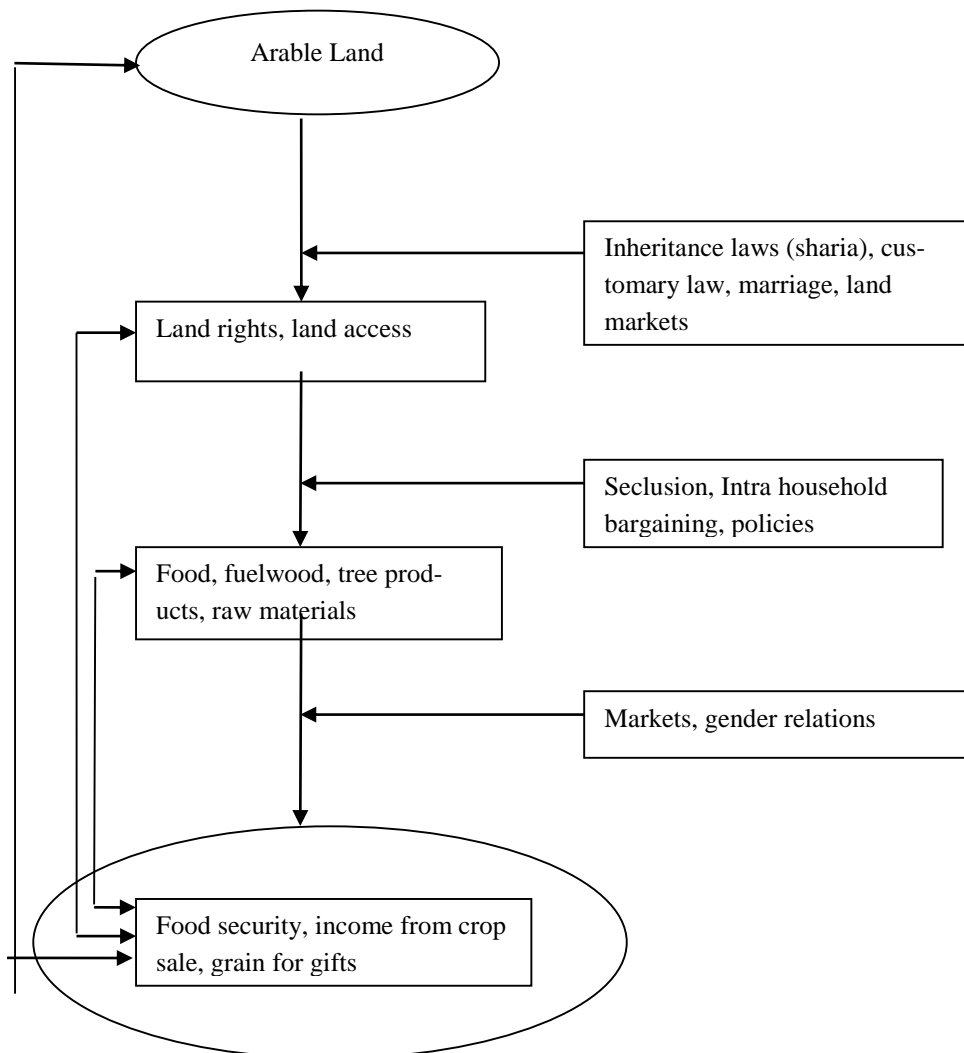 Arable Land
Inheritance laws (sharia), cus-
tomary law, marriage, land
markets
Land rights, land access
Seclusion, Intra household
bargaining, policies
Food, fuelwood, tree prod-
ucts, raw materials
Markets, gender relations
Food security, income from crop
sale, grain for gifts